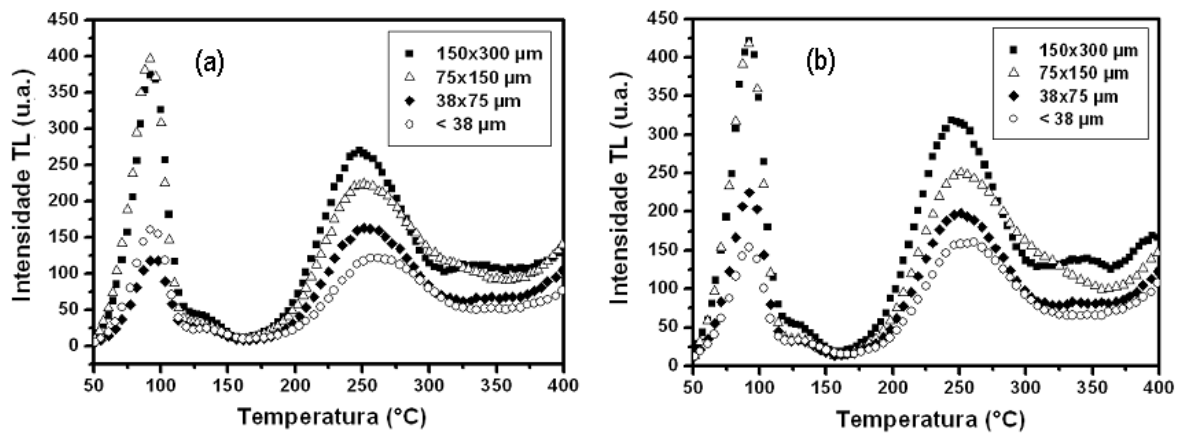 (a)
150x300 µm
75x150 µm
38x75 µm
< 38 µm
Intensidade TL (u.a.)
450
400
350
300
250
200
150
100
50
0
50 100 150 200 250 300 350 400
Temperatura (°C)
(b)
150x300 µm
75x150 µm
38x75 µm
< 38 µm
Intensidade TL (u.a.)
450
400
350
300
250
200
150
100
50
0
50 100 150 200 250 300 350 400
Temperatura (°C)